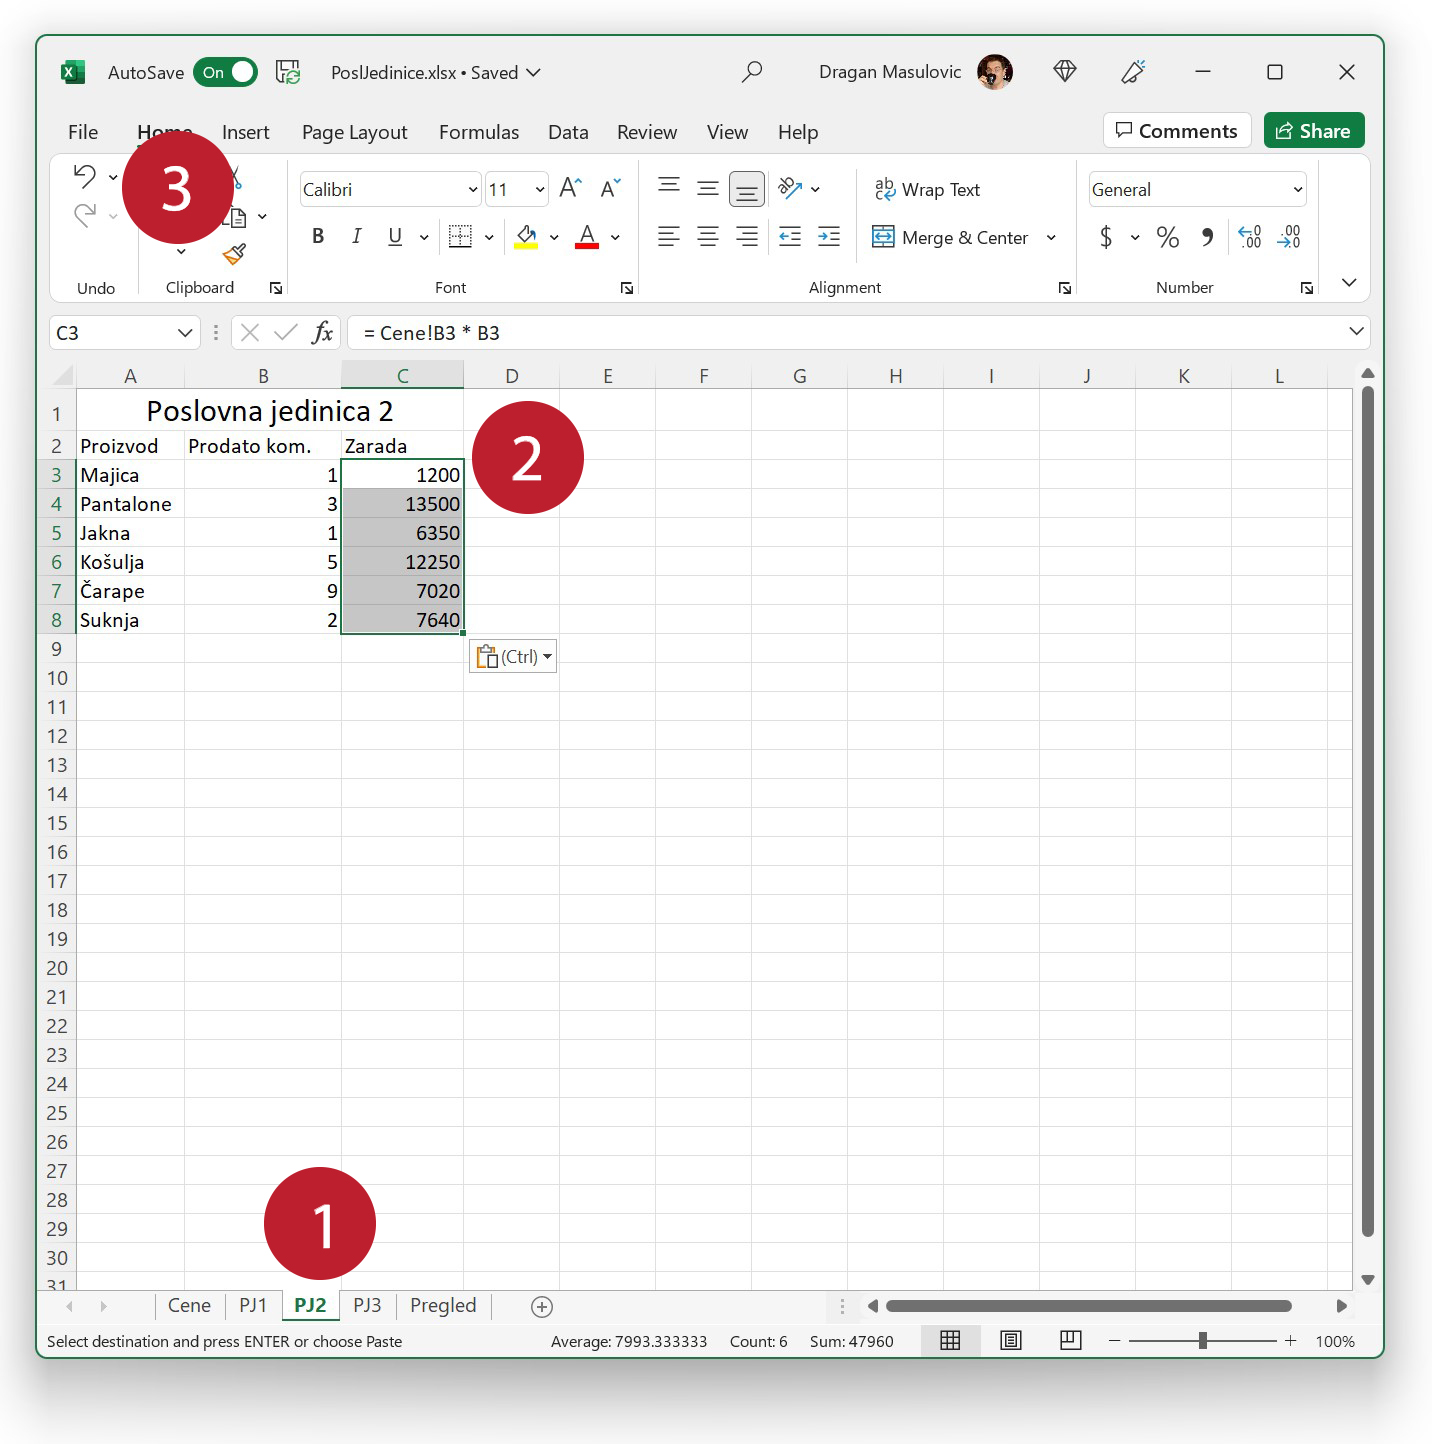 AutoSave On PoslJedinice.xlsx • Saved Dragan Masulovic
File Home Insert Page Layout Formulas Data Review View Help Comments Share
3
Calibri 11 A A ab Wrap Text General
B I U A Merge & Center $ % 9 .00 .00
Undo Clipboard Font Alignment Number
C3 fx = Cene!B3 * B3
A B C D E F G H I J K L
1 Poslovna jedinica 2
2 Proizvod Prodato kom. Zarada
2
3 Majica 1 1200
4 Pantalone 3 13500
5 Jakna 1 6350
6 Košulja 5 12250
7 Čarape 9 7020
8 Suknja 2 7640
9
(Ctrl)
10
11
12
13
14
15
16
17
18
19
20
21
22
23
24
25
26
27
28
29
30
31
1
Cene PJ1 PJ2 PJ3 Pregled
Select destination and press ENTER or choose Paste Average: 7993.333333 Count: 6 Sum: 47960 100%